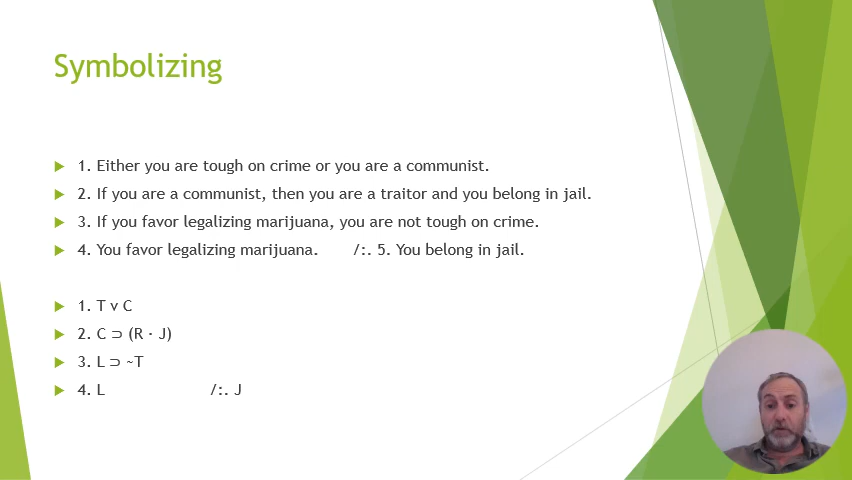 Symbolizing
1. Either you are tough on crime or you are a communist.
2. If you are a communist, then you are a traitor and you belong in jail.
3. If you favor legalizing marijuana, you are not tough on crime.
4. You favor legalizing marijuana. /:. 5. You belong in jail.
1. T v C
2. C ⊃ (R · J)
3. L ⊃ ~T
4. L /:. J